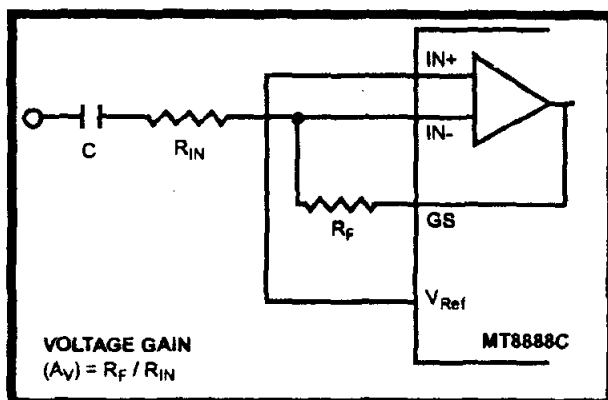 IN+
C
R_IN
IN-
R_F
GS
V_Ref
VOLTAGE GAIN
MT8888C
(A_V) = R_F / R_IN